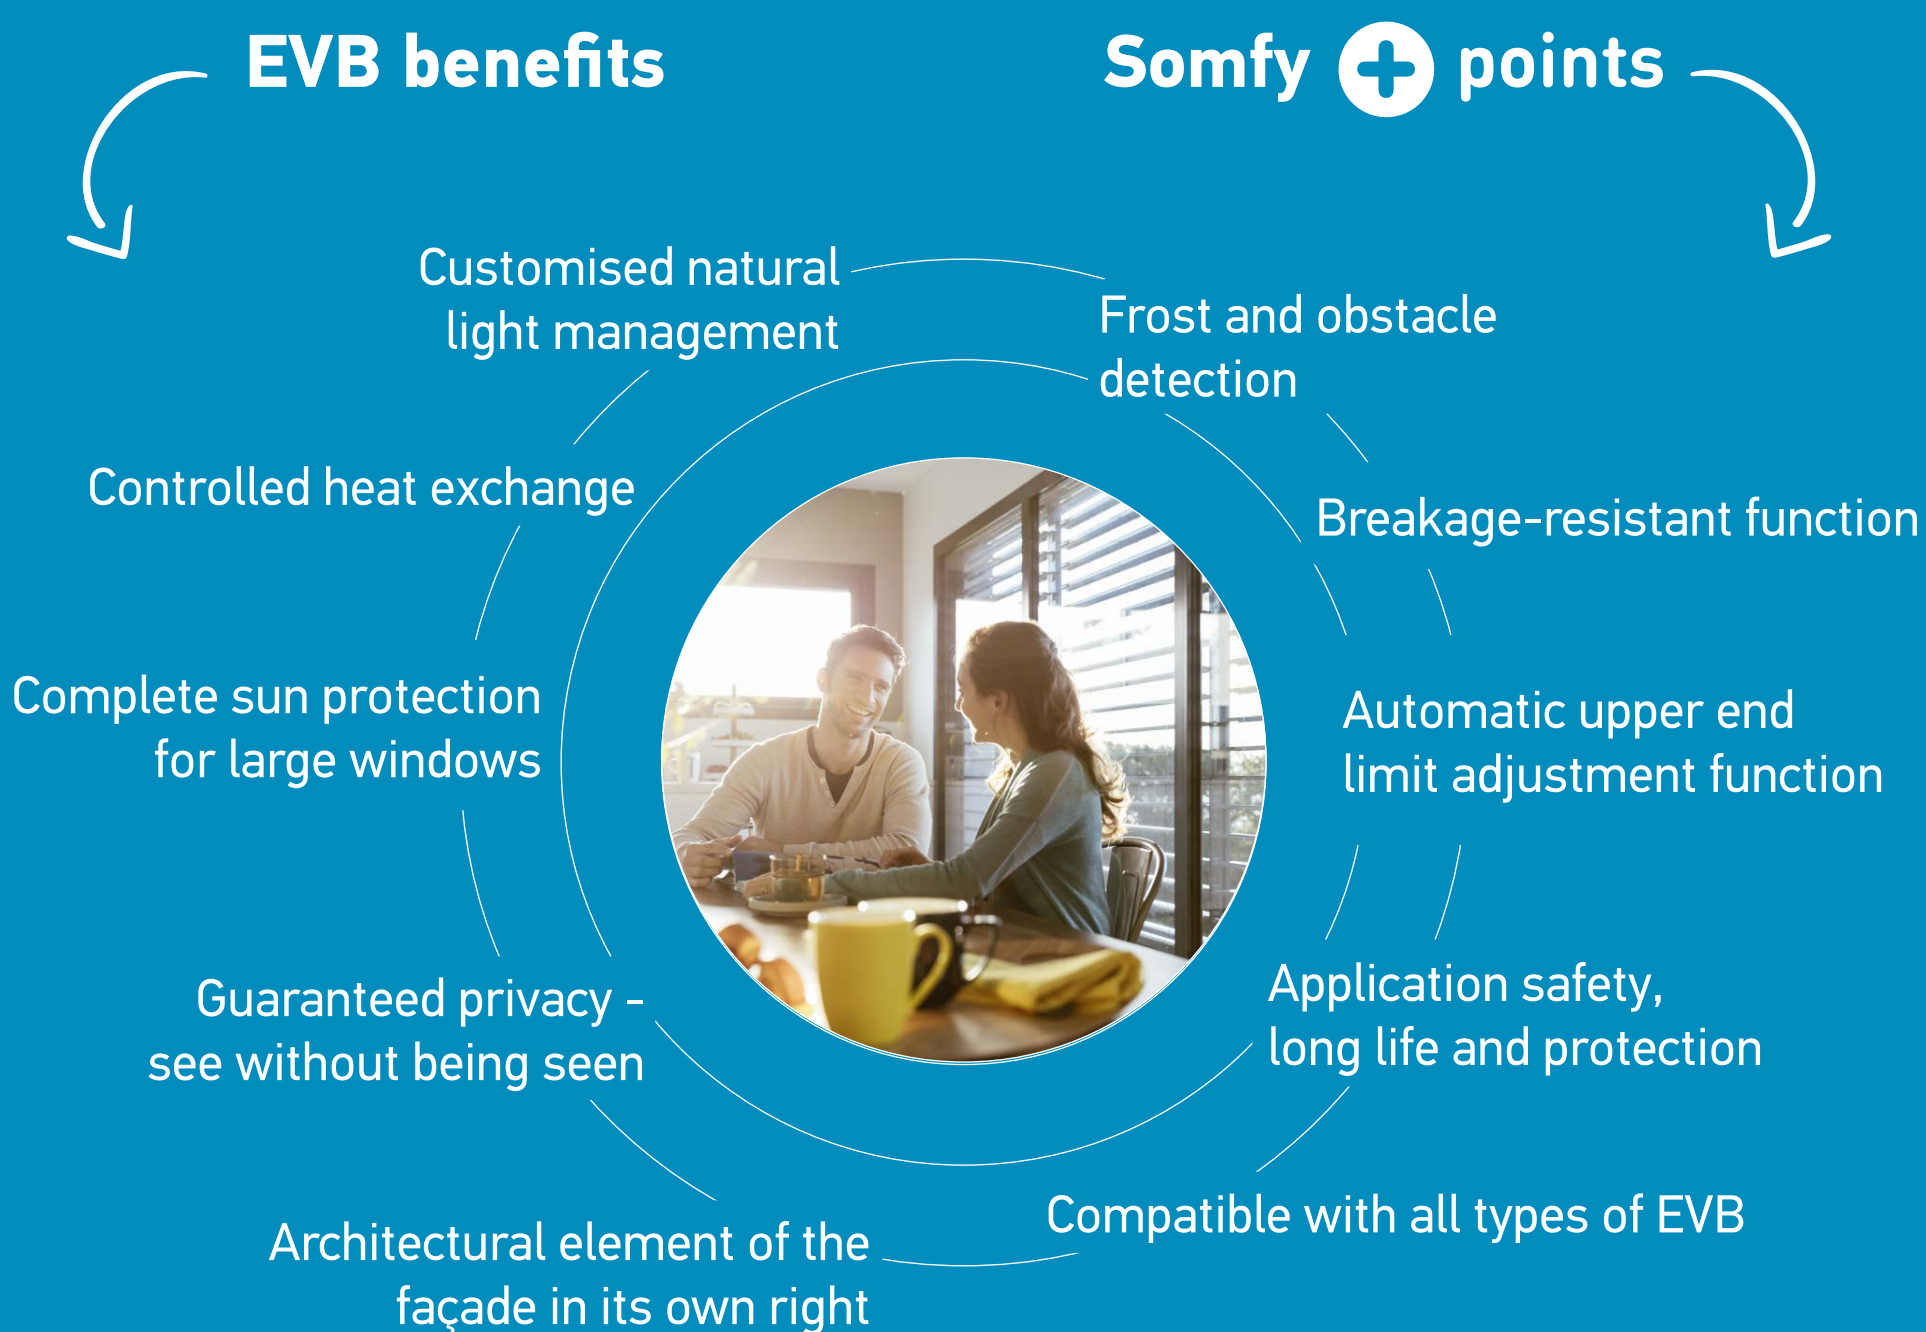 EVB benefits
Somfy + points
Customised natural
light management
Controlled heat exchange
Complete sun protection
for large windows
Guaranteed privacy -
see without being seen
Architectural element of the
façade in its own right
Frost and obstacle
detection
Breakage-resistant function
Automatic upper end
limit adjustment function
Application safety,
long life and protection
Compatible with all types of EVB